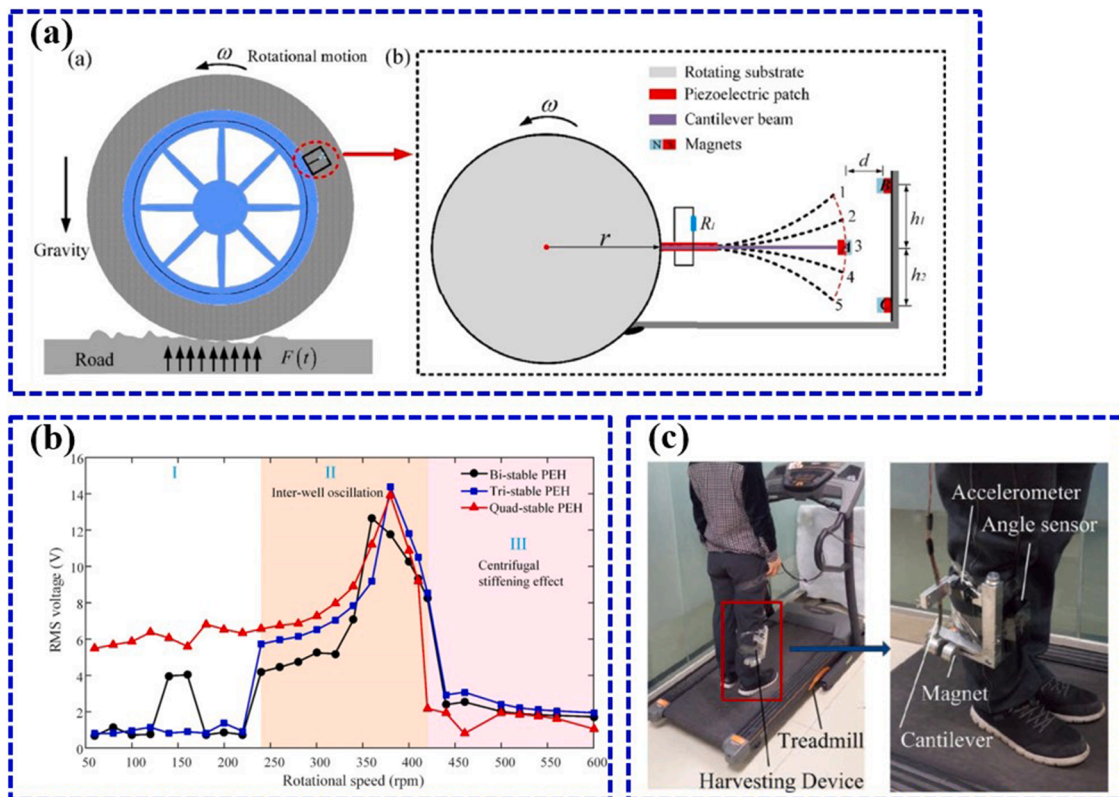 (a)
(a)
ω
Rotational motion
Gravity
Road
F(t)
(b)
Rotating substrate
Piezoelectric patch
Cantilever beam
N S Magnets
ω
r
R_l
d
B
1
2
A 3
4
5
h₁
h₂
C
(b)
16
14
12
10
8
6
4
2
0
RMS voltage (V)
I
II
Inter-well oscillation
III
Centrifugal
stiffening effect
Bi-stable PEH
Tri-stable PEH
Quad-stable PEH
50 100 150 200 250 300 350 400 450 500 550 600
Rotational speed (rpm)
(c)
Treadmill
Harvesting Device
Accelerometer
Angle sensor
Magnet
Cantilever